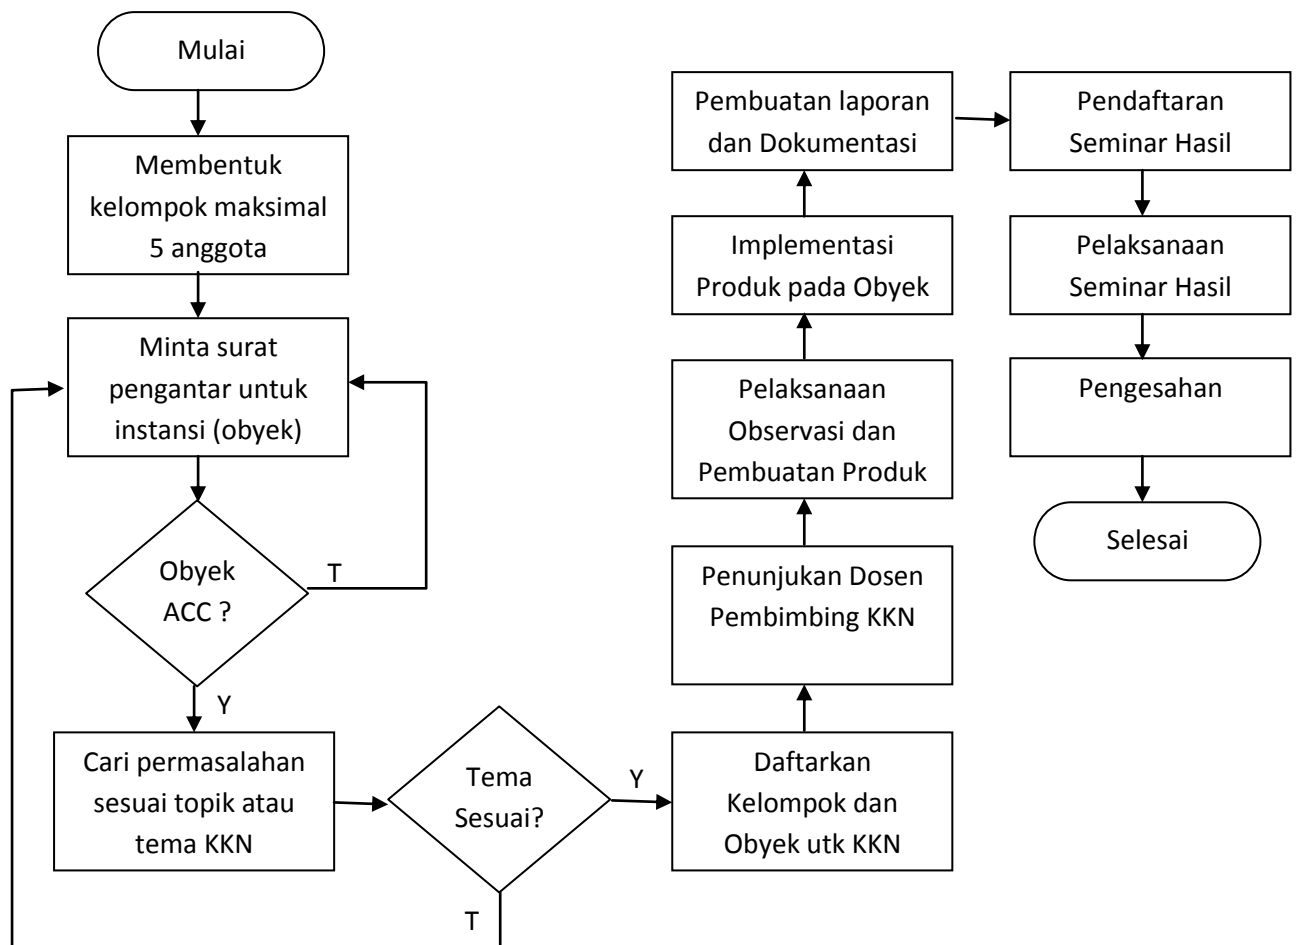 Mulai
Membentuk
kelompok maksimal
5 anggota
Minta surat
pengantar untuk
instansi (obyek)
Obyek
ACC ?
T
Y
Cari permasalahan
sesuai topik atau
tema KKN
Tema
Sesuai?
T
Y
Daftarkan
Kelompok dan
Obyek utk KKN
Penunjukan Dosen
Pembimbing KKN
Pelaksanaan
Observasi dan
Pembuatan Produk
Implementasi
Produk pada Obyek
Pembuatan laporan
dan Dokumentasi
Pendaftaran
Seminar Hasil
Pelaksanaan
Seminar Hasil
Pengesahan
Selesai